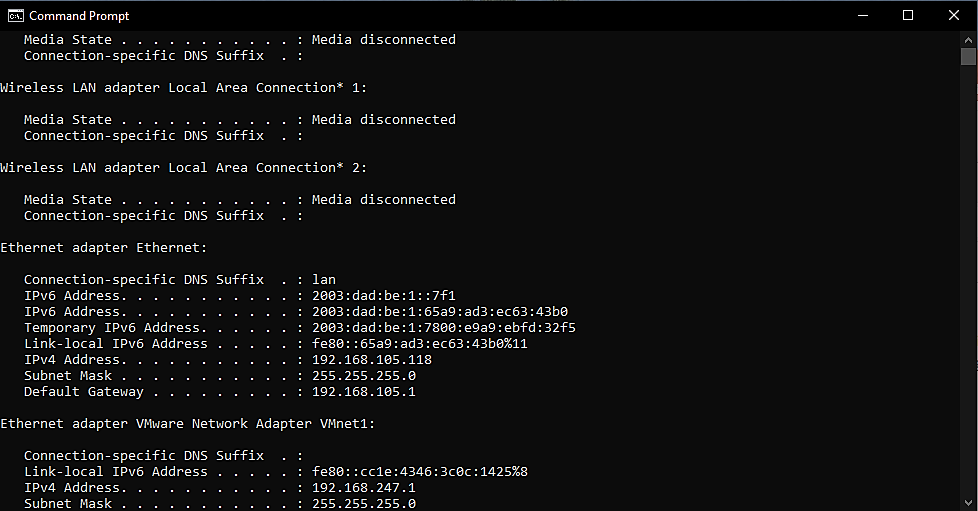 Command Prompt
Media State . . . . . . . . . . . : Media disconnected
Connection-specific DNS Suffix  . :
Wireless LAN adapter Local Area Connection* 1:
Media State . . . . . . . . . . . : Media disconnected
Connection-specific DNS Suffix  . :
Wireless LAN adapter Local Area Connection* 2:
Media State . . . . . . . . . . . : Media disconnected
Connection-specific DNS Suffix  . :
Ethernet adapter Ethernet:
Connection-specific DNS Suffix  . : lan
IPv6 Address. . . . . . . . . . . : 2003:dad:be:1::7f1
IPv6 Address. . . . . . . . . . . : 2003:dad:be:1:65a9:ad3:ec63:43b0
Temporary IPv6 Address. . . . . . : 2003:dad:be:1:7800:e9a9:ebfd:32f5
Link-local IPv6 Address . . . . . : fe80::65a9:ad3:ec63:43b0%11
IPv4 Address. . . . . . . . . . . : 192.168.105.118
Subnet Mask . . . . . . . . . . . : 255.255.255.0
Default Gateway . . . . . . . . . : 192.168.105.1
Ethernet adapter VMware Network Adapter VMnet1:
Connection-specific DNS Suffix  . :
Link-local IPv6 Address . . . . . : fe80::cc1e:4346:3c0c:1425%8
IPv4 Address. . . . . . . . . . . : 192.168.247.1
Subnet Mask . . . . . . . . . . . : 255.255.255.0